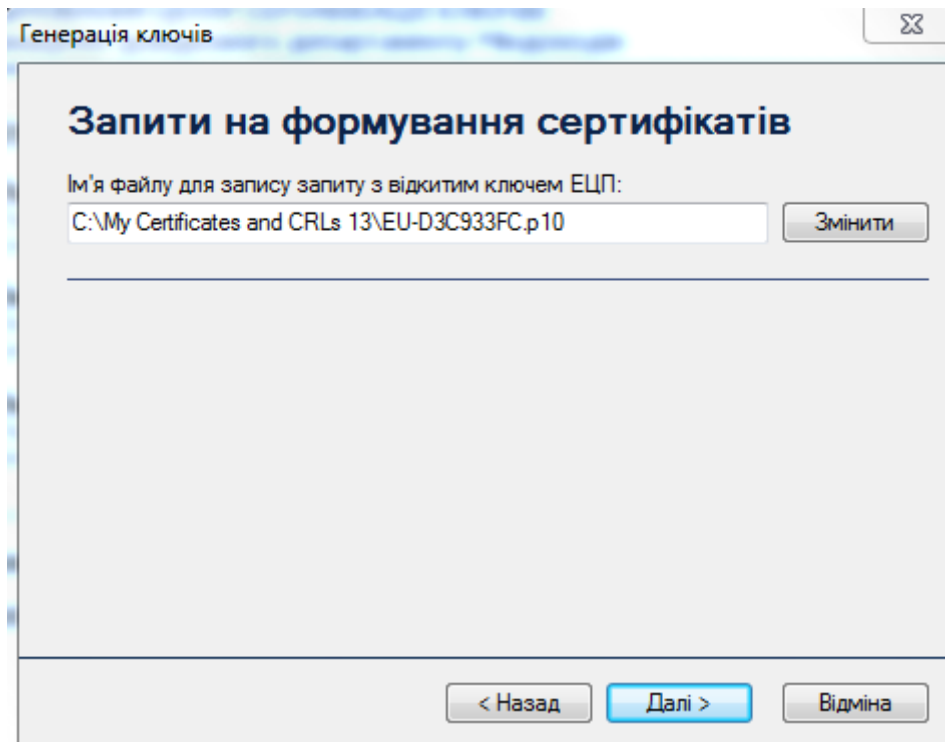 Генерація ключів
Запити на формування сертифікатів
Ім'я файлу для запису запиту з відкитим ключем ЕЦП:
C:\My Certificates and CRLs 13\EU-D3C933FC.p10
Змінити
< Назад
Далі >
Відміна